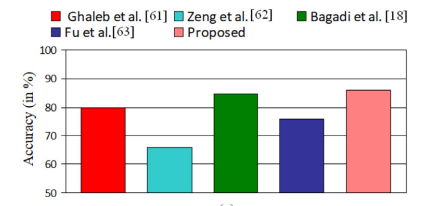 Ghaleb et al. [61] Zeng et al. [62] Bagadi et al. [18]
Fu et al.[63] Proposed
Accuracy (in %)
100
90
80
70
60
50